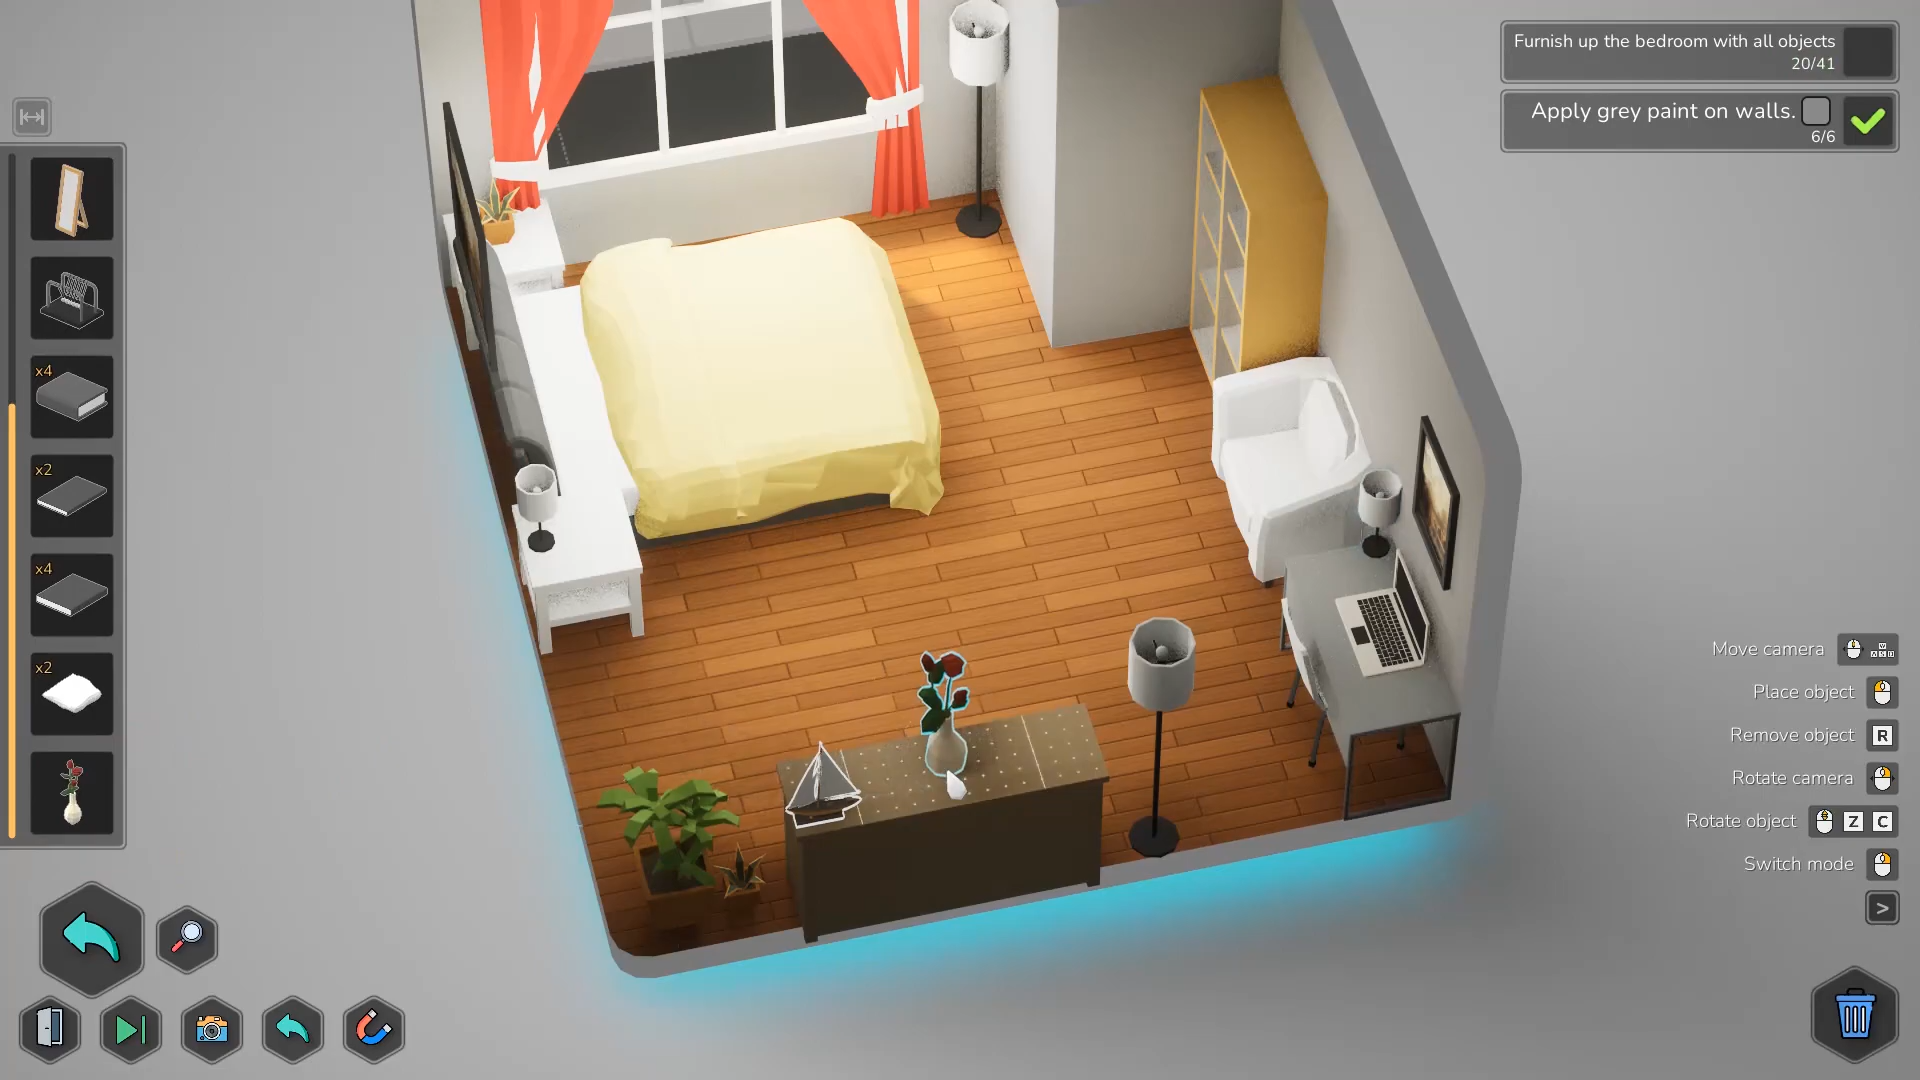 Furnish up the bedroom with all objects
20/41
Apply grey paint on walls.
6/6
x4
x2
x4
x2
Move camera
Place object
Remove object R
Rotate camera
Rotate object Z C
Switch mode
>